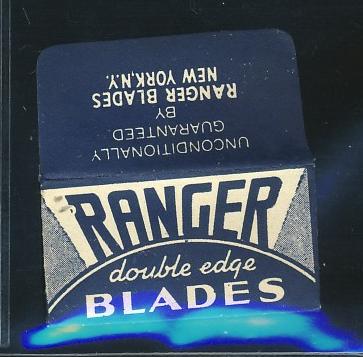 UNCONDITIONALLY
GUARANTEED
BY
RANGER BLADES
NEW YORK,N.Y.
RANGER
double edge
BLADES